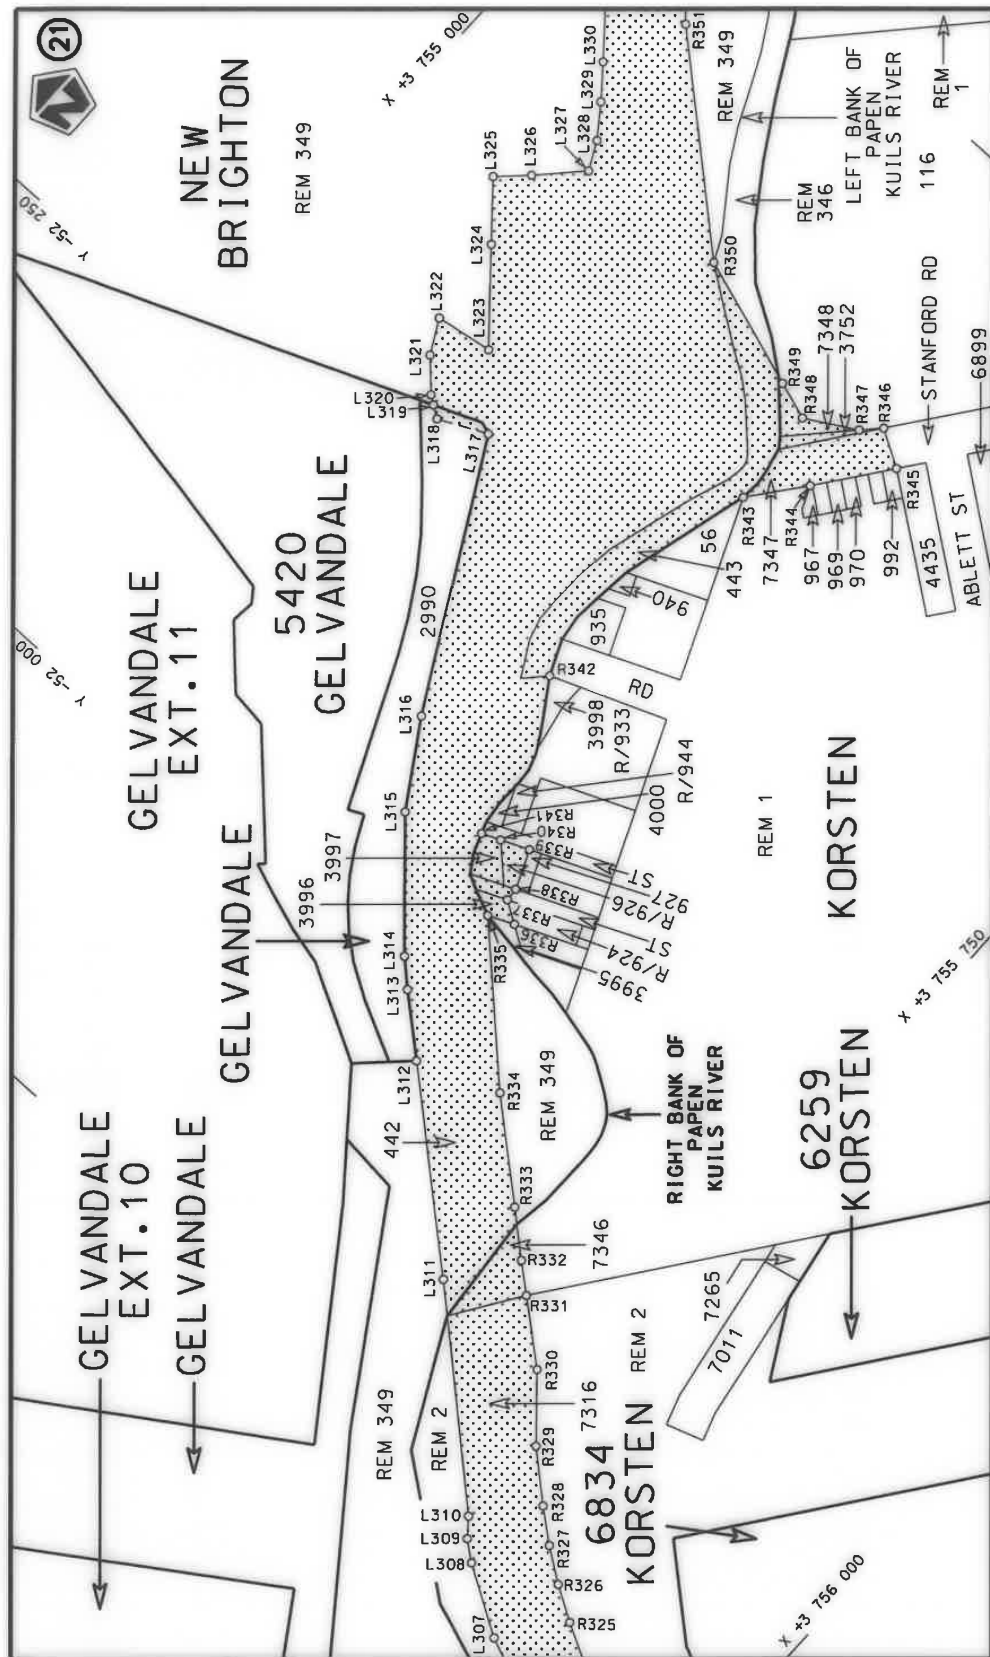 21
X +3 755 000
Y -52 250
Y -52 000
NEW
BRIGHTON
REM 349
GELVANDALE
EXT.11
5420
GELVANDALE
GELVANDALE
GELVANDALE
EXT.10
GELVANDALE
3996
3997
2990
442
L307
L308
L309
L310
L311
L312
L313
L314
L315
L316
L317
L318
L319
L320
L321
L322
L323
L324
L325
L326
L327
L328
L329
L330
R351
REM 349
LEFT BANK OF
PAPEN
KUILS RIVER
REM
1
116
REM
346
R350
R349
R348
7348
3752
R347
R346
STANFORD RD
6899
R345
R344
R343
7347
967
969
970
992
4435
ABLETT ST
56
443
940
935
R342
RD
3998
R/933
R/944
4000
R341
R340
R339
R338
R337
R336
R335
ST
927
R/926
ST
R/924
3995
REM 1
KORSTEN
X +3 755 750
R334
REM 349
RIGHT BANK OF
PAPEN
KUILS RIVER
6259
KORSTEN
R333
R332
7346
R331
7265
7011
REM 2
R330
7316
R329
R328
R327
R326
R325
6834
KORSTEN
REM 349
REM 2
X +3 756 000